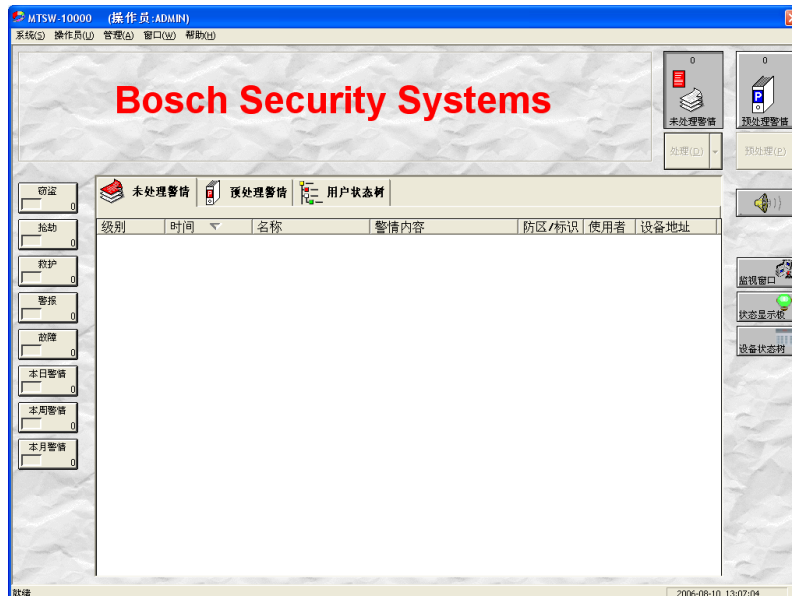 MTSW-10000 (操作员:ADMIN)
系统(S) 操作员(U) 管理(A) 窗口(W) 帮助(H)
Bosch Security Systems
0
未处理警情
0
P
预处理警情
处理(D)
预处理(P)
窃盗
0
抢劫
0
救护
0
警报
0
故障
0
本日警情
0
本周警情
0
本月警情
0
未处理警情 预处理警情 用户状态树
级别 时间 名称 警情内容 防区/标识 使用者 设备地址
监视窗口
状态显示板
设备状态树
就绪
2006-08-10 13:07:04